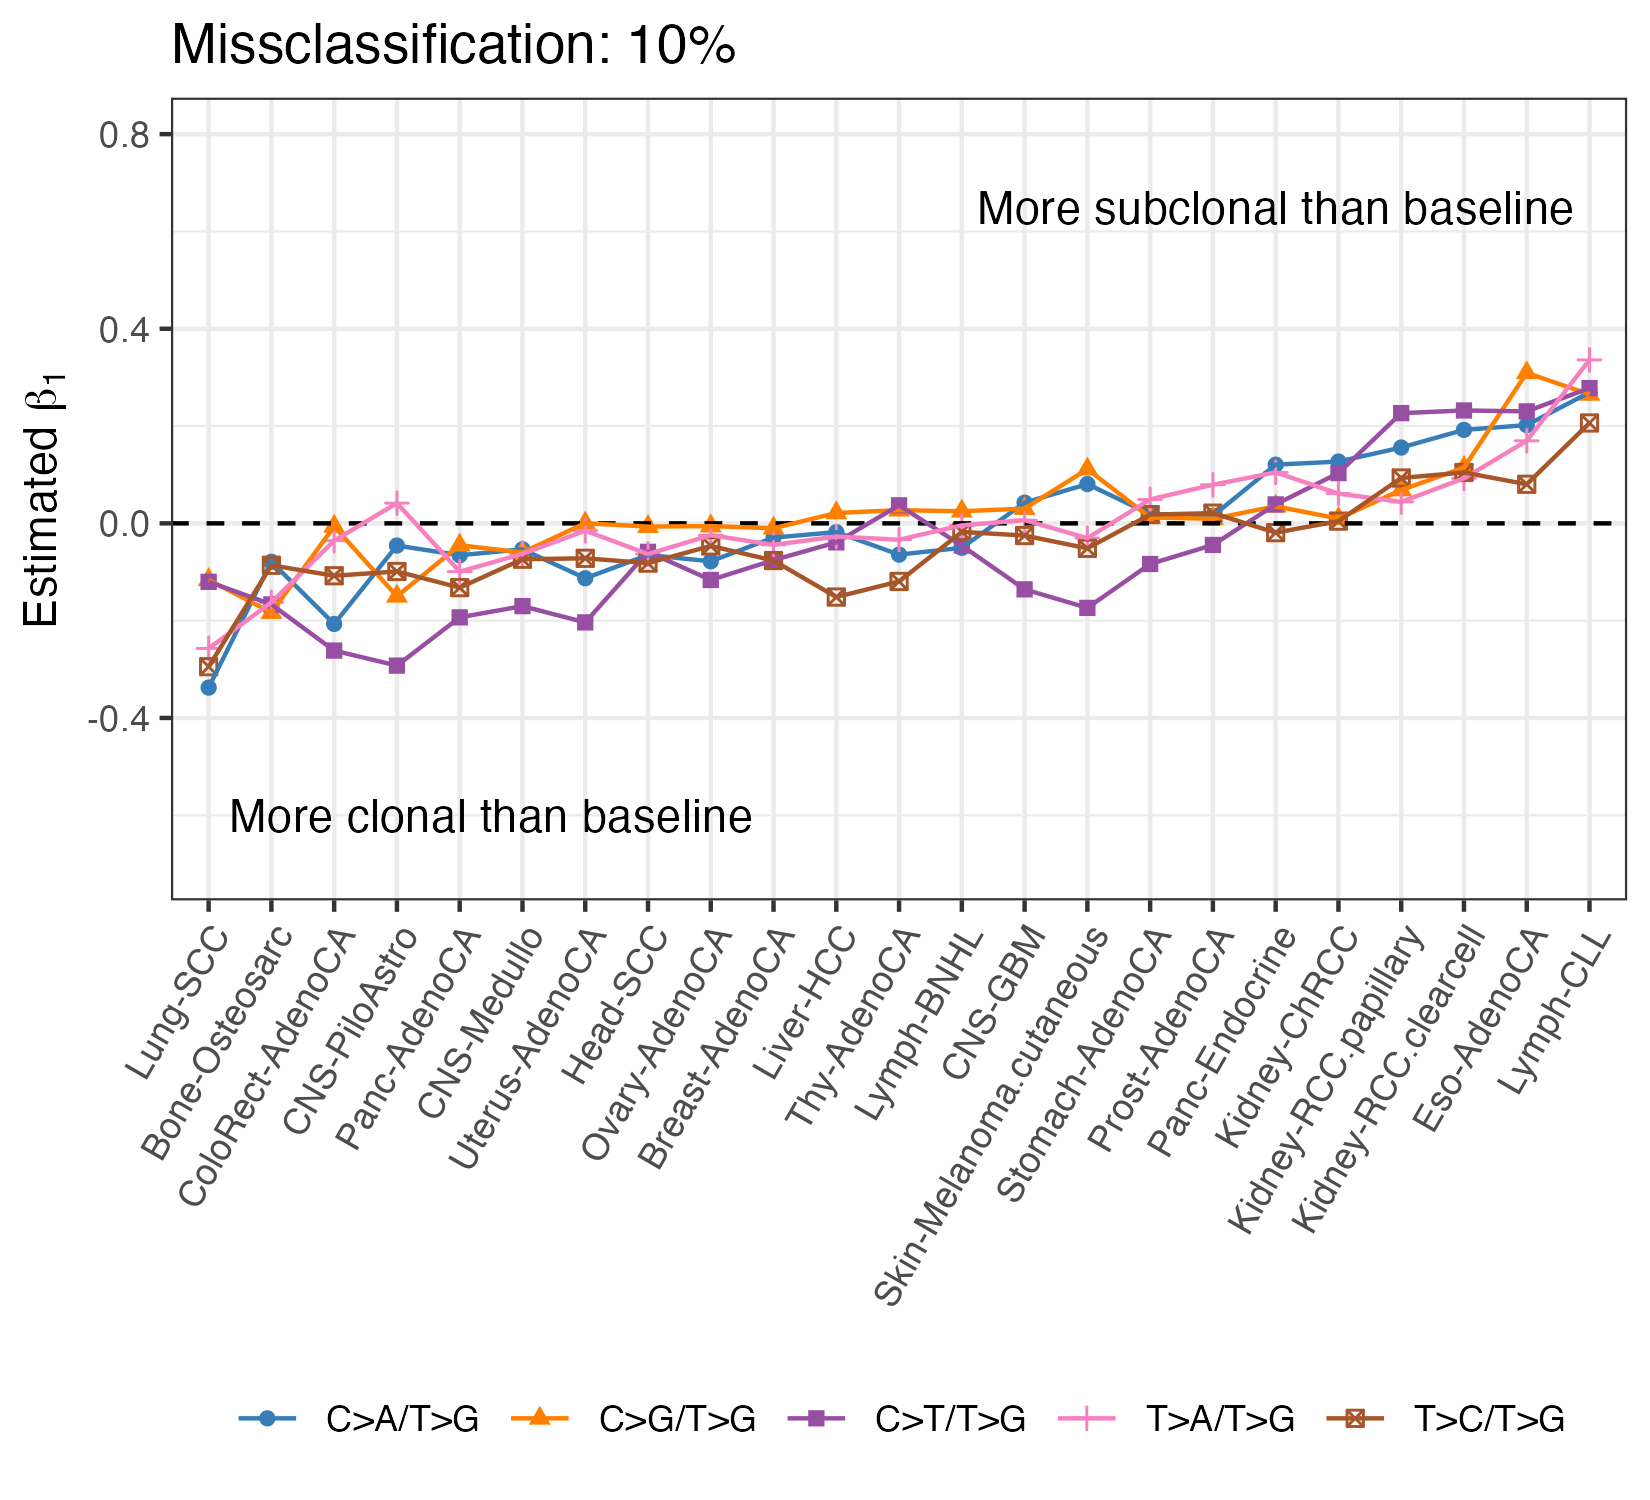 Missclassification: 10%
Estimated β1
0.8
0.4
0.0
-0.4
More subclonal than baseline
More clonal than baseline
Lung-SCC
Bone-Osteosarc
ColoRect-AdenoCA
CNS-PiloAstro
Panc-AdenoCA
CNS-Medullo
Uterus-AdenoCA
Head-SCC
Ovary-AdenoCA
Breast-AdenoCA
Liver-HCC
Thy-AdenoCA
Lymph-BNHL
CNS-GBM
Skin-Melanoma.cutaneous
Stomach-AdenoCA
Prost-AdenoCA
Panc-Endocrine
Kidney-ChRCC
Kidney-RCC.papillary
Kidney-RCC.clearcell
Eso-AdenoCA
Lymph-CLL
C>A/T>G C>G/T>G C>T/T>G T>A/T>G T>C/T>G